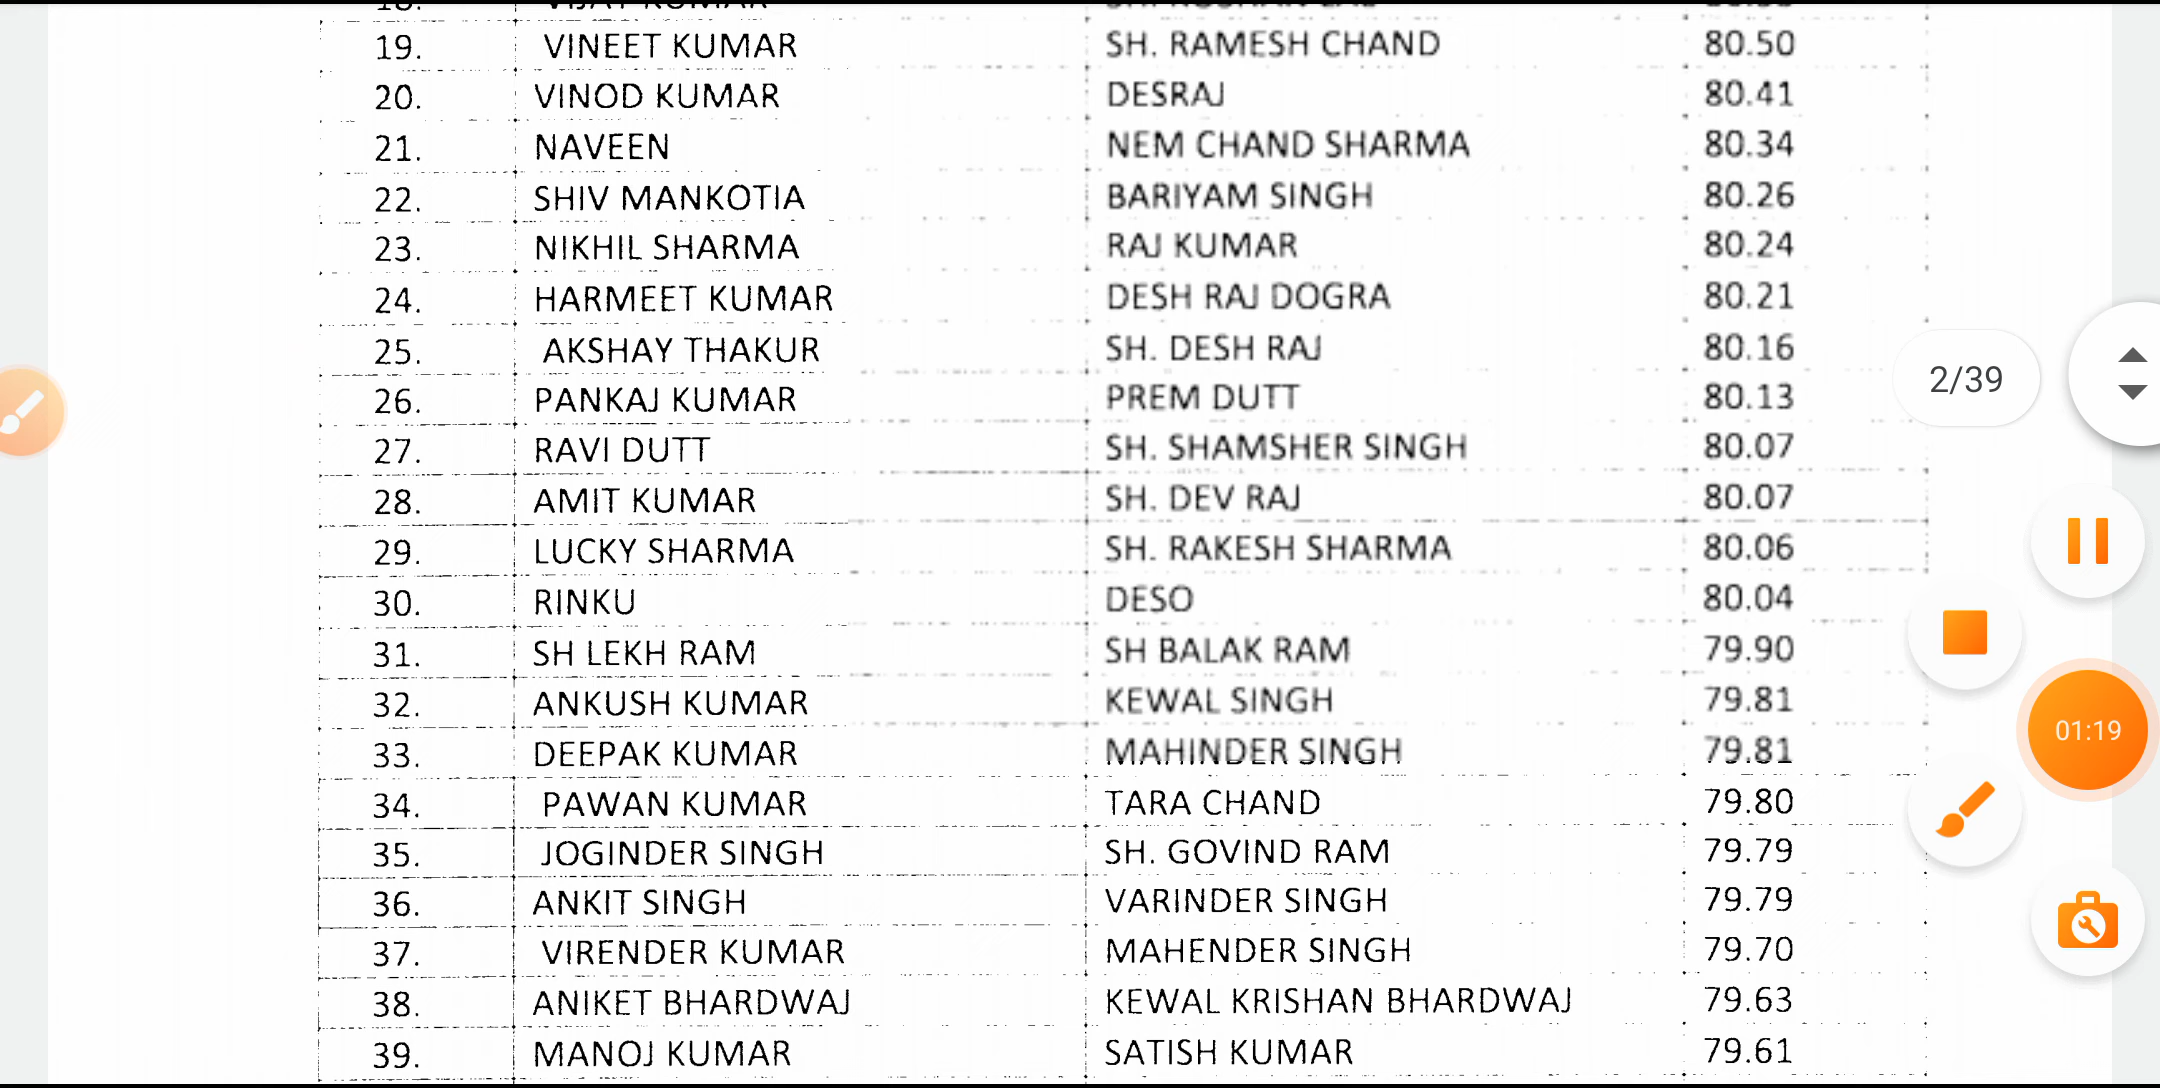 19. VINEET KUMAR SH. RAMESH CHAND 80.50
20. VINOD KUMAR DESRAJ 80.41
21. NAVEEN NEM CHAND SHARMA 80.34
22. SHIV MANKOTIA BARIYAM SINGH 80.26
23. NIKHIL SHARMA RAJ KUMAR 80.24
24. HARMEET KUMAR DESH RAJ DOGRA 80.21
25. AKSHAY THAKUR SH. DESH RAJ 80.16
26. PANKAJ KUMAR PREM DUTT 80.13
27. RAVI DUTT SH. SHAMSHER SINGH 80.07
28. AMIT KUMAR SH. DEV RAJ 80.07
29. LUCKY SHARMA SH. RAKESH SHARMA 80.06
30. RINKU DESO 80.04
31. SH LEKH RAM SH BALAK RAM 79.90
32. ANKUSH KUMAR KEWAL SINGH 79.81
33. DEEPAK KUMAR MAHINDER SINGH 79.81
34. PAWAN KUMAR TARA CHAND 79.80
35. JOGINDER SINGH SH. GOVIND RAM 79.79
36. ANKIT SINGH VARINDER SINGH 79.79
37. VIRENDER KUMAR MAHENDER SINGH 79.70
38. ANIKET BHARDWAJ KEWAL KRISHAN BHARDWAJ 79.63
39. MANOJ KUMAR SATISH KUMAR 79.61
2/39
01:19